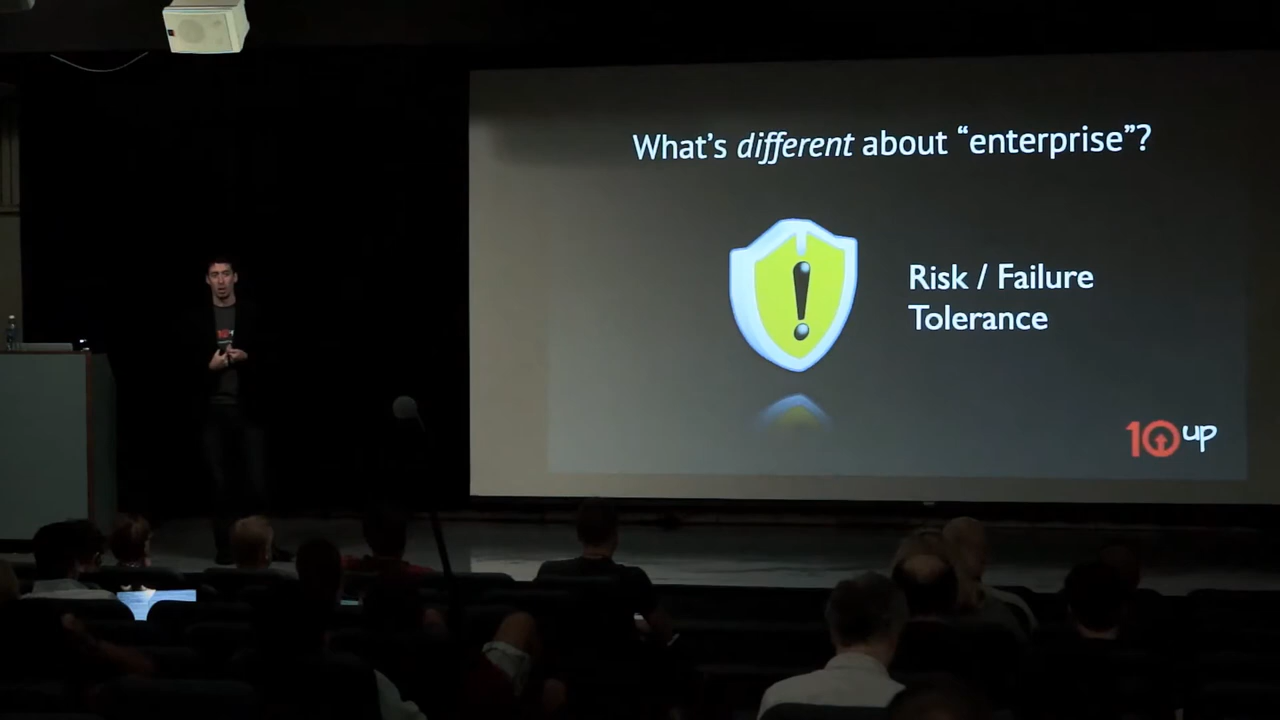 What's different about “enterprise”?
Risk / Failure
Tolerance
10up